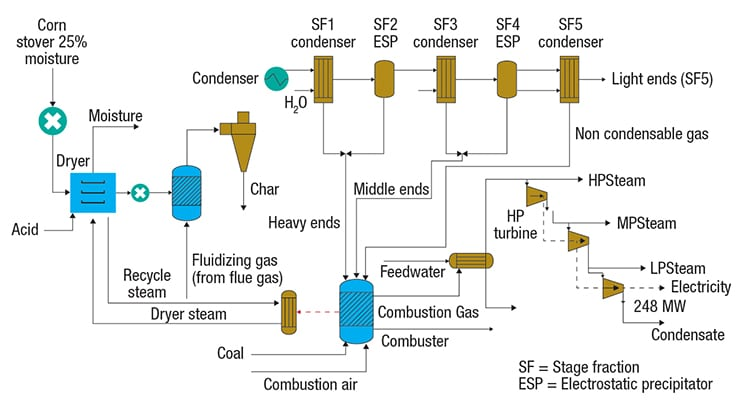 Corn
stover 25%
moisture
SF1
condenser
SF2
ESP
SF3
condenser
SF4
ESP
SF5
condenser
Condenser
H2O
Light ends (SF5)
Moisture
Non condensable gas
Dryer
Char
Middle ends
HPSteam
Acid
Heavy ends
HP
turbine
MPSteam
Fluidizing gas
(from flue gas)
Feedwater
LPSteam
Recycle
steam
Electricity
Dryer steam
Combustion Gas
248 MW
Combuster
Condensate
Coal
Combustion air
SF = Stage fraction
ESP = Electrostatic precipitator